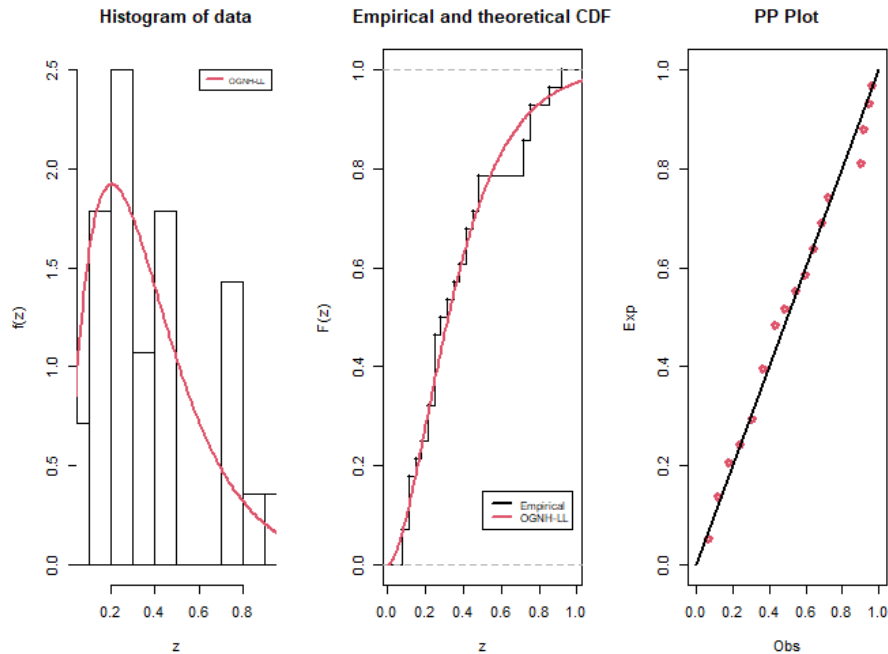 Histogram of data
f(z)
2.5
2.0
1.5
1.0
0.5
0.0
OGNH-LL
0.2 0.4 0.6 0.8
z
Empirical and theoretical CDF
F(z)
1.0
0.8
0.6
0.4
0.2
0.0
Empirical
OGNH-LL
0.0 0.2 0.4 0.6 0.8 1.0
z
PP Plot
Exp
1.0
0.8
0.6
0.4
0.2
0.0
0.0 0.2 0.4 0.6 0.8 1.0
Obs